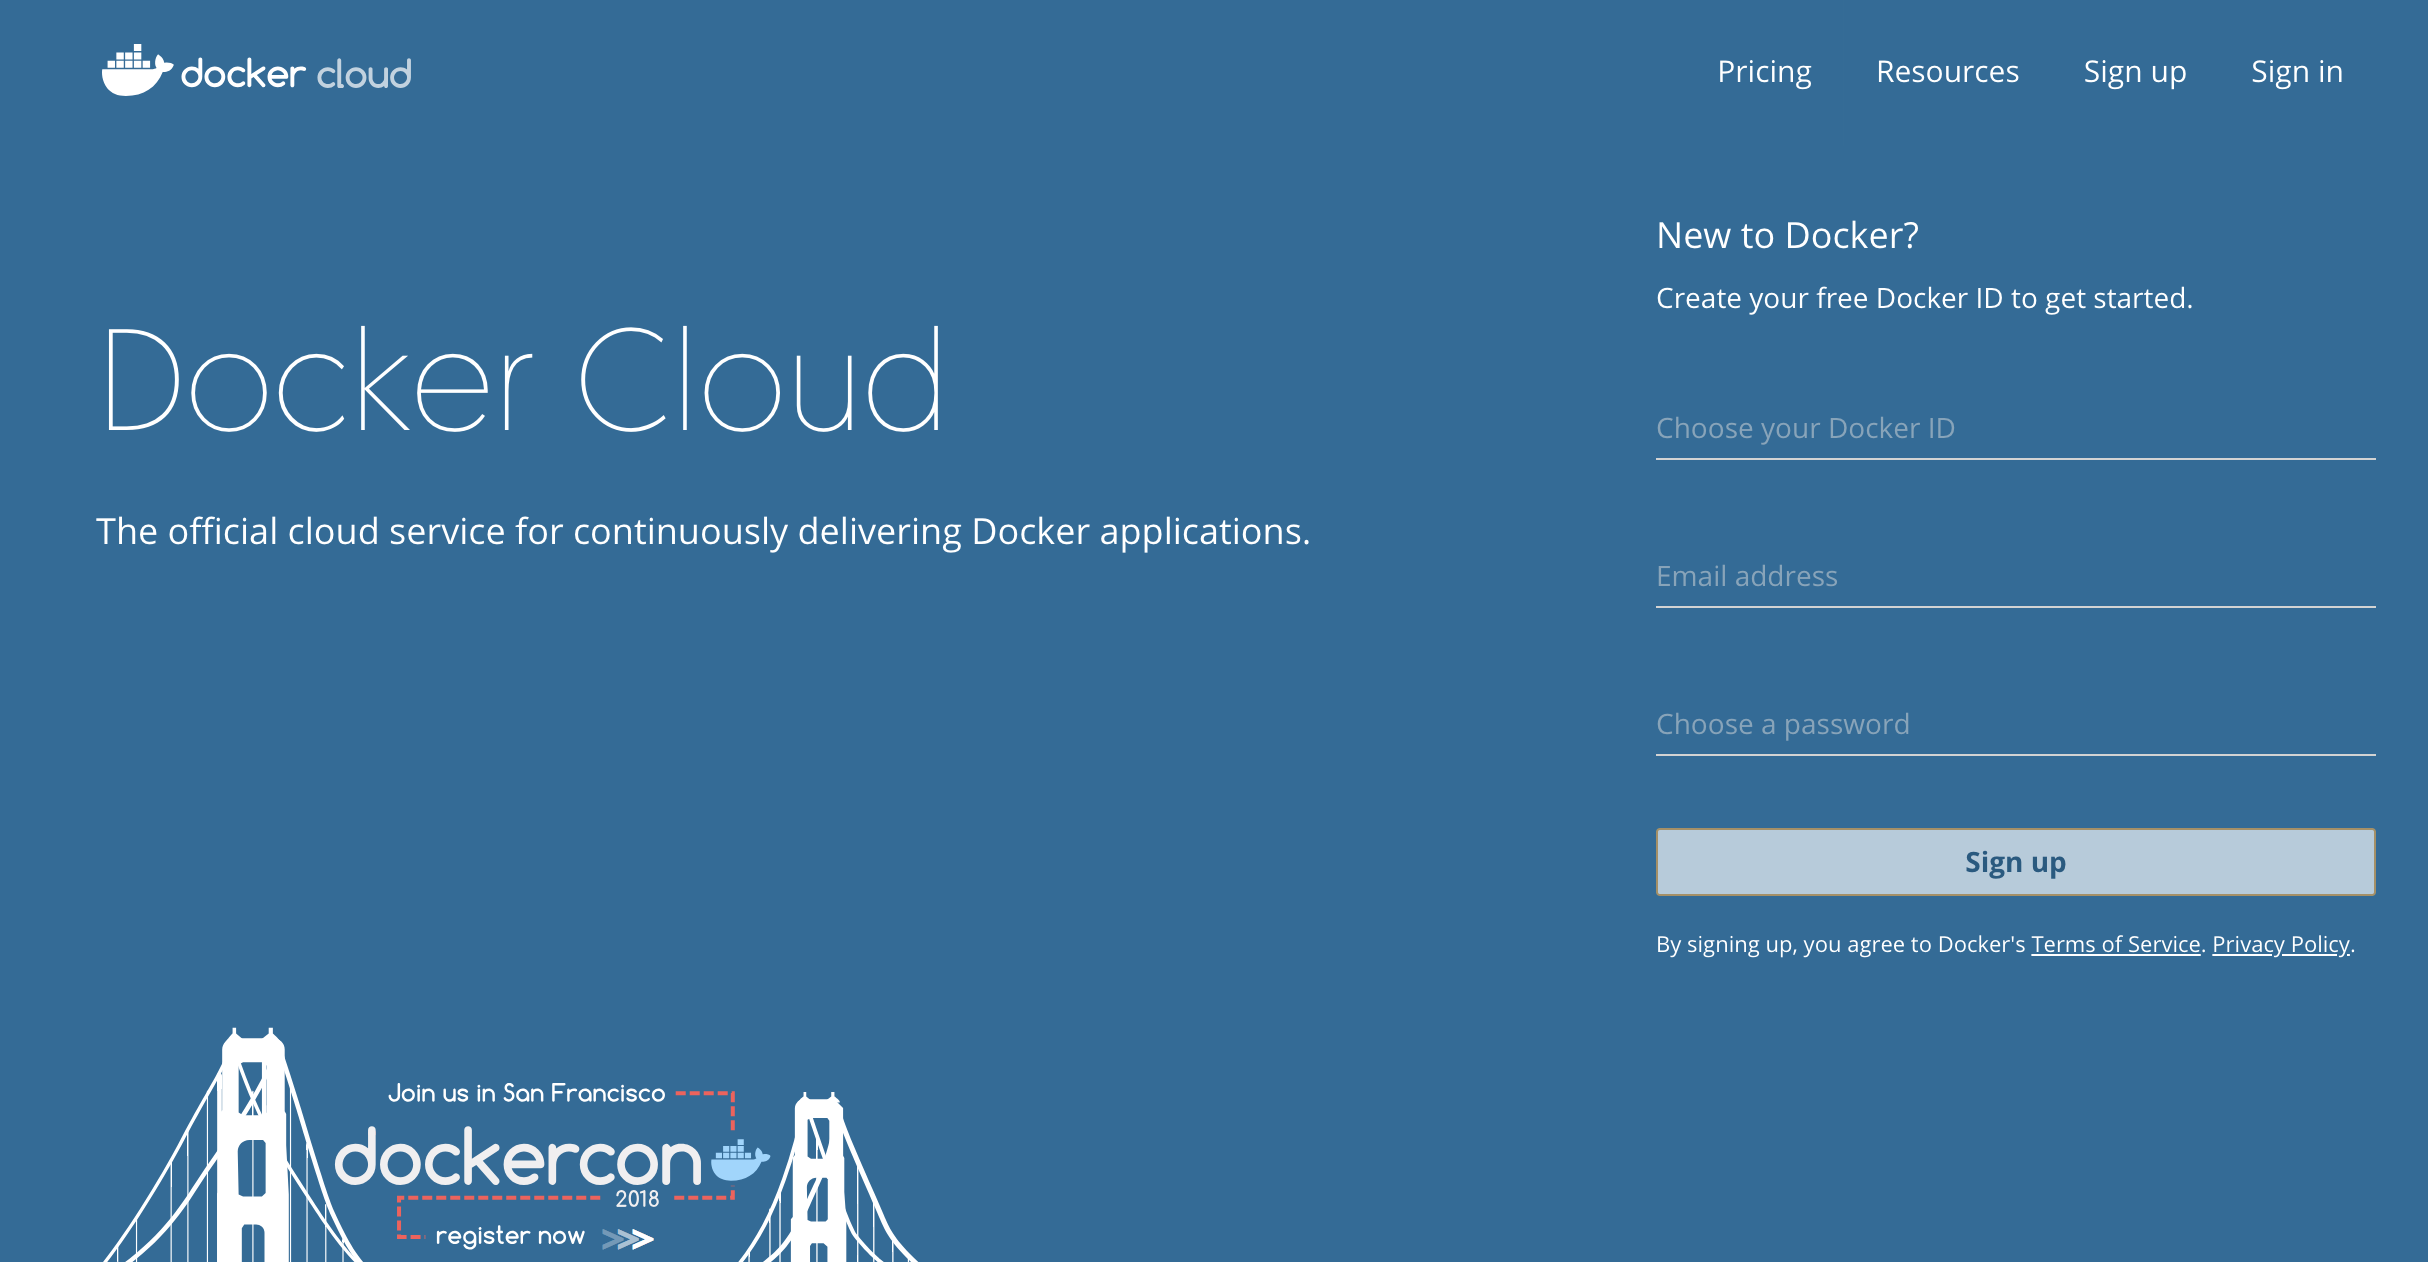 docker cloud
Pricing
Resources
Sign up
Sign in
Docker Cloud
The official cloud service for continuously delivering Docker applications.
New to Docker?
Create your free Docker ID to get started.
Choose your Docker ID
Email address
Choose a password
Sign up
By signing up, you agree to Docker's Terms of Service. Privacy Policy.
Join us in San Francisco
dockercon
2018
register now